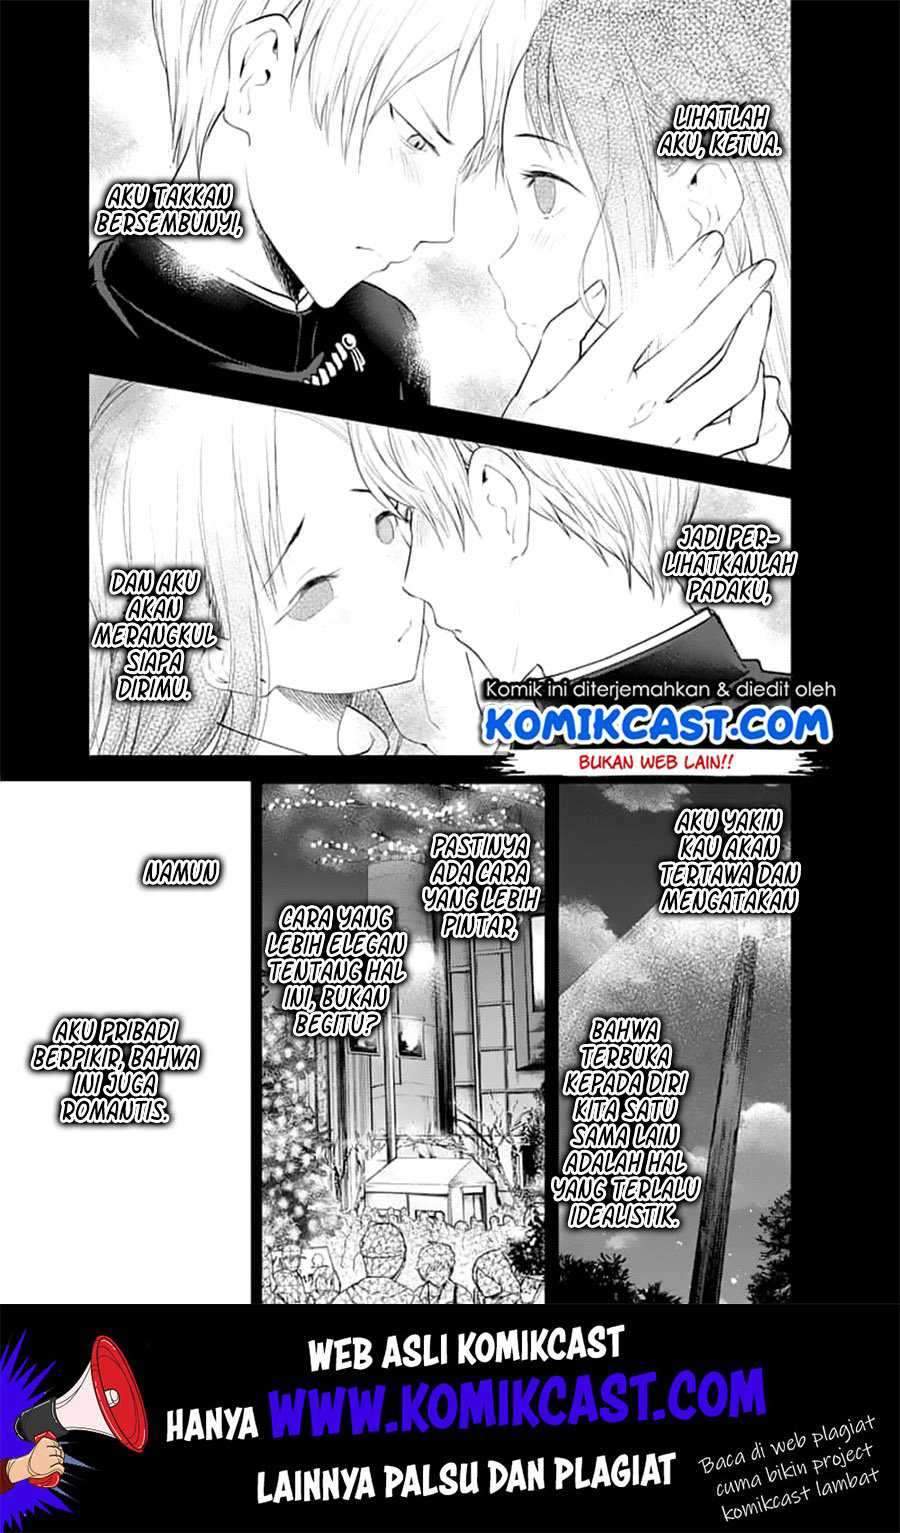 LIHATLAH
AKU, KETUA.
AKU TAKKAN
BERSEMBUNYI,
JADI PER-
LIHATKANLAH
PADAKU,
DAN AKU
AKAN
MERANGKUL
SIAPA
DIRIMU.
Komik ini diterjemahkan & diedit oleh
KOMIKCAST.COM
BUKAN WEB LAIN!!
AKU YAKIN
KAU AKAN
TERTAWA DAN
MENGATAKAN
BAHWA
TERBUKA
KEPADA DIRI
KITA SATU
SAMA LAIN
ADALAH HAL
YANG TERLALU
IDEALISTIK.
PASTINYA
ADA CARA
YANG LEBIH
PINTAR,
CARA YANG
LEBIH ELEGAN
TENTANG HAL
INI, BUKAN
BEGITU?
NAMUN
AKU PRIBADI
BERPIKIR, BAHWA
INI JUGA
ROMANTIS.
WEB ASLI KOMIKCAST
HANYA WWW.KOMIKCAST.COM
LAINNYA PALSU DAN PLAGIAT
Baca di web plagiat
cuma bikin project
komikcast lambat